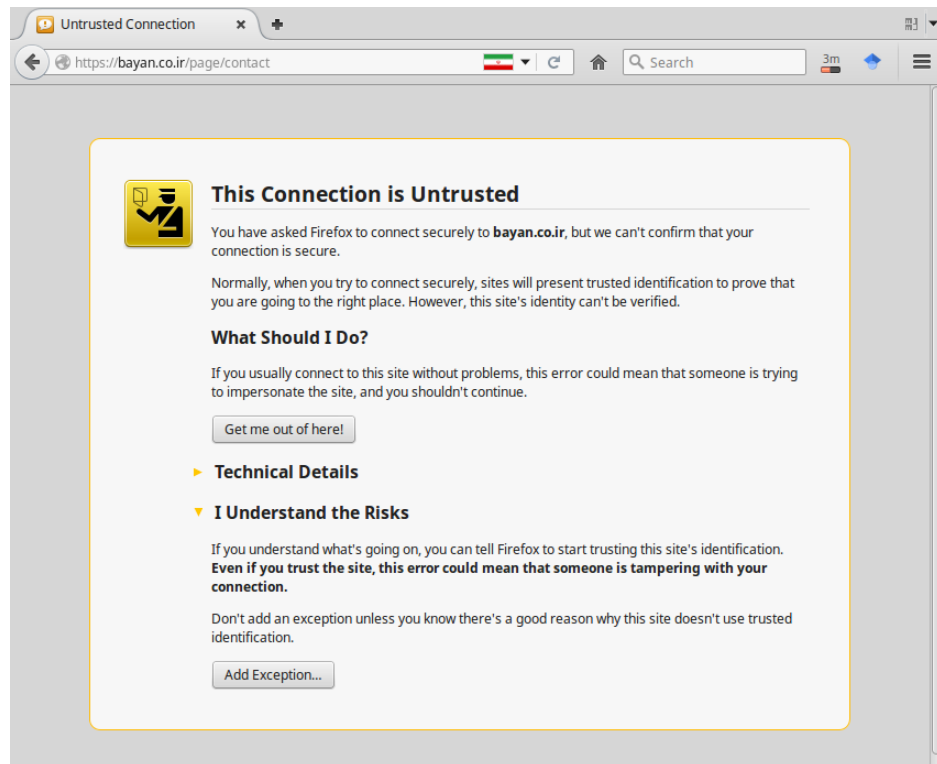 Untrusted Connection
https://bayan.co.ir/page/contact
Search
3m
This Connection is Untrusted
You have asked Firefox to connect securely to bayan.co.ir, but we can't confirm that your
connection is secure.
Normally, when you try to connect securely, sites will present trusted identification to prove that
you are going to the right place. However, this site's identity can't be verified.
What Should I Do?
If you usually connect to this site without problems, this error could mean that someone is trying
to impersonate the site, and you shouldn't continue.
Get me out of here!
Technical Details
I Understand the Risks
If you understand what's going on, you can tell Firefox to start trusting this site's identification.
Even if you trust the site, this error could mean that someone is tampering with your
connection.
Don't add an exception unless you know there's a good reason why this site doesn't use trusted
identification.
Add Exception...